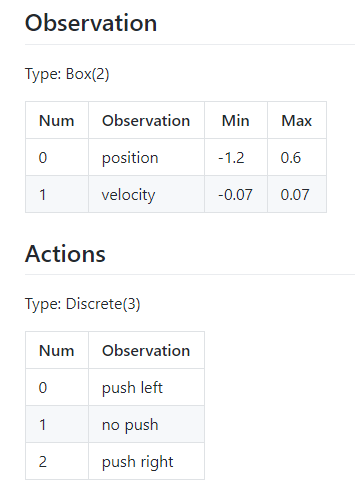 Observation
Type: Box(2)
Num Observation Min Max
0 position -1.2 0.6
1 velocity -0.07 0.07
Actions
Type: Discrete(3)
Num Observation
0 push left
1 no push
2 push right